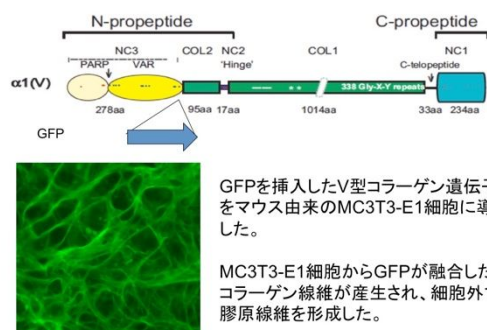 N-propeptide
C-propeptide
NC3
COL2
NC2
COL1
NC1
PARP
VAR
'Hinge'
C-telopeptide
α1(V)
338 Gly-X-Y repeats
278aa
95aa
17aa
1014aa
33aa
234aa
GFP
GFPを挿入したV型コラーゲン遺伝子
をマウス由来のMC3T3-E1細胞に導
した。
MC3T3-E1細胞からGFPが融合した
コラーゲン線維が産生され、細胞外で
膠原線維を形成した。